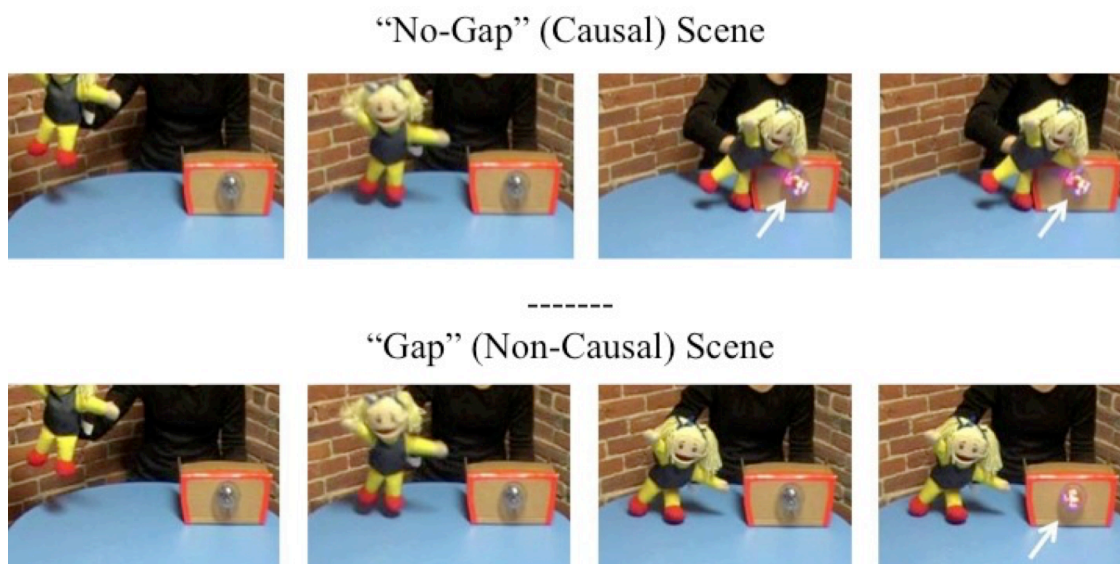 “No-Gap” (Causal) Scene
-------
“Gap” (Non-Causal) Scene